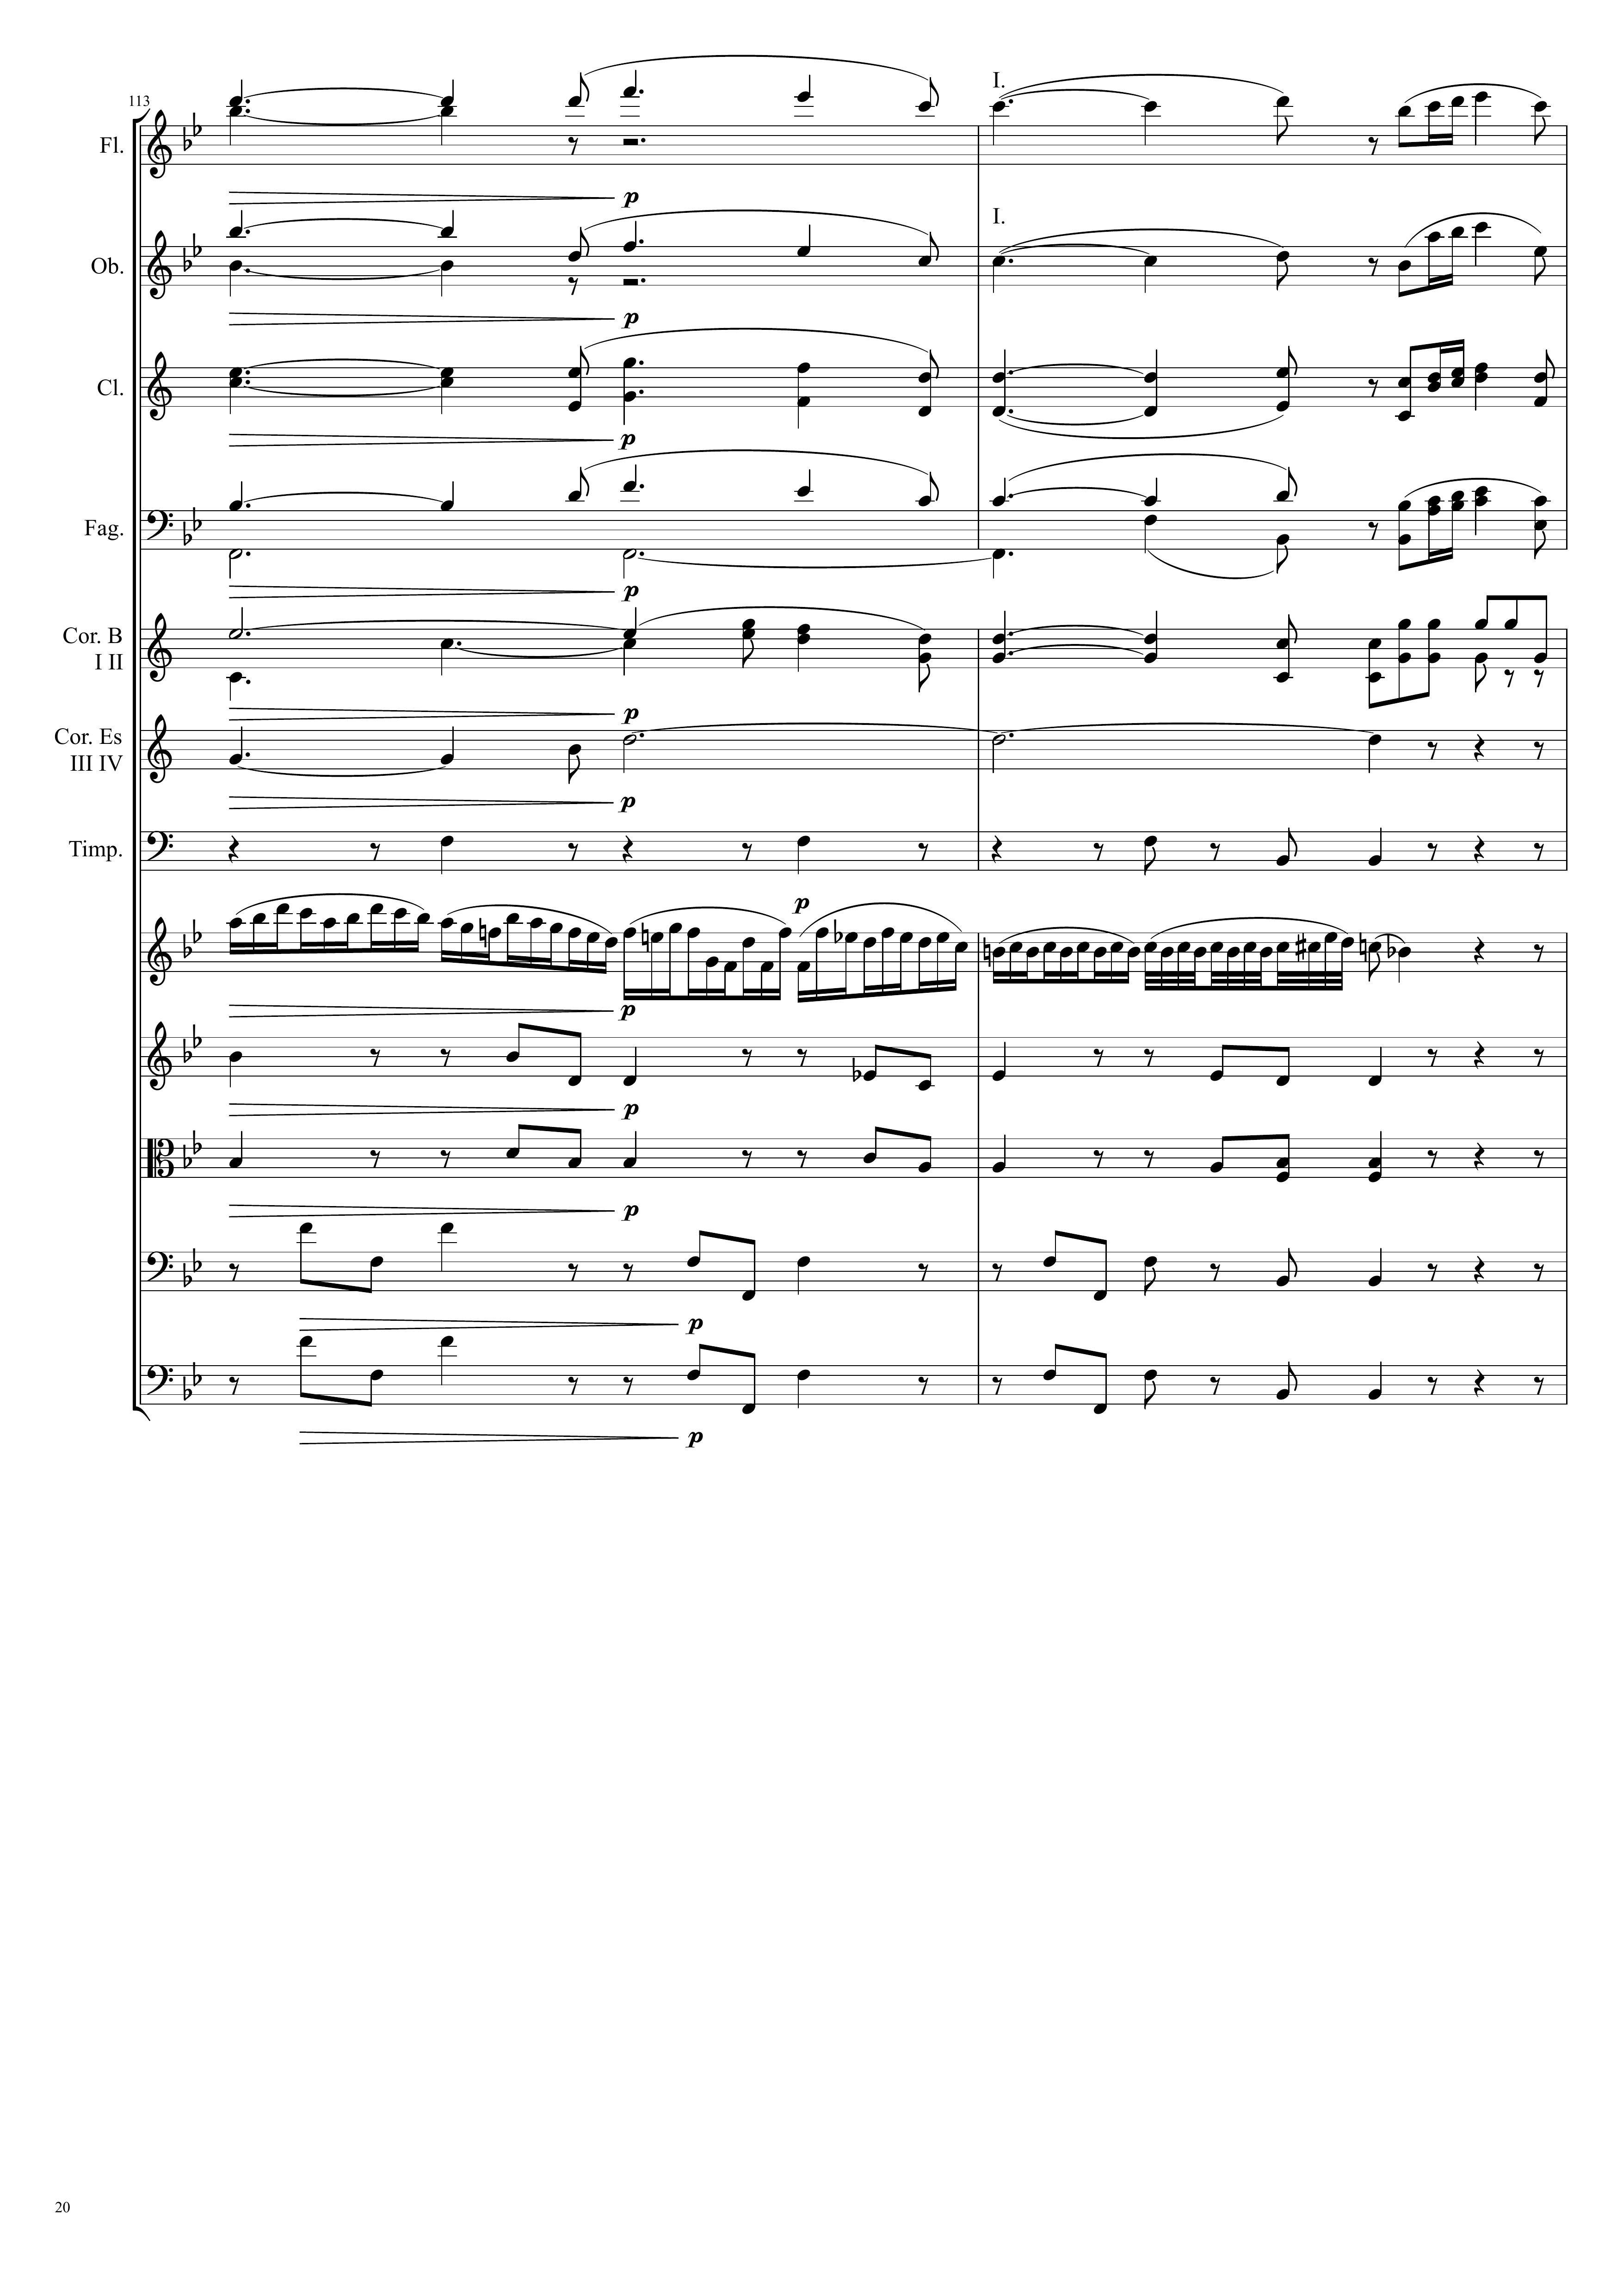 113
I.
Fl.
p
I.
Ob.
p
Cl.
p
Fag.
p
Cor. B
I II
p
Cor. Es
III IV
p
Timp.
p
p
p
p
p
p
20